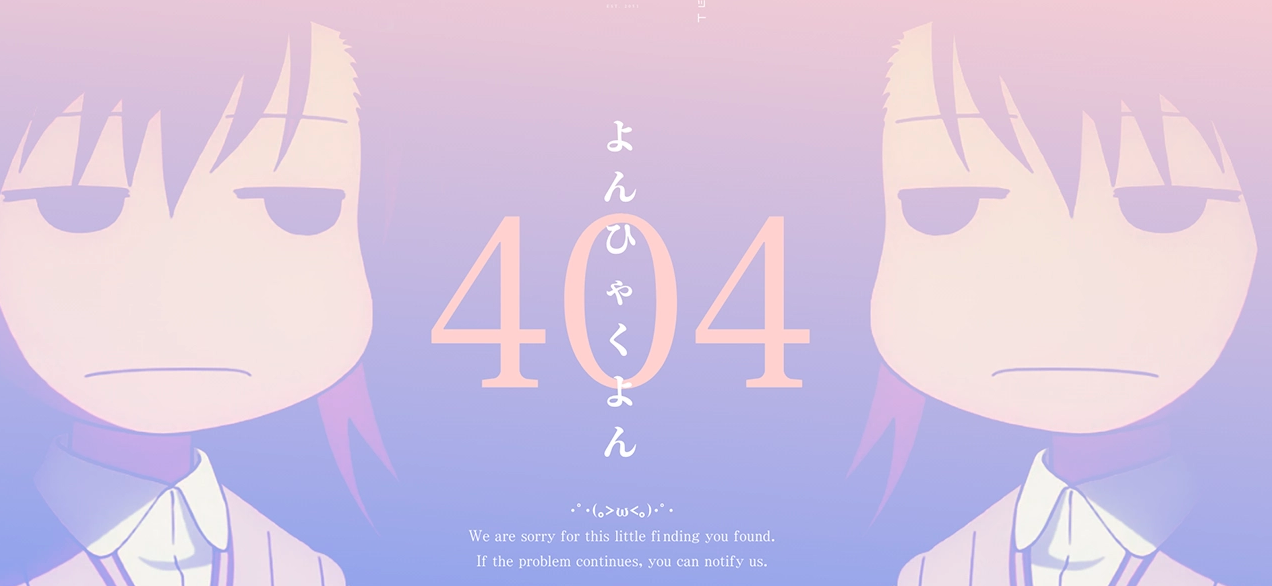 よんひゃくよん
404
･ﾟ･(｡>ω<｡)･ﾟ･
We are sorry for this little finding you found.
If the problem continues, you can notify us.